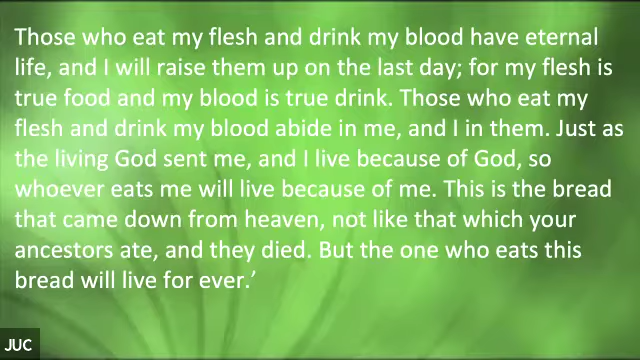 Those who eat my flesh and drink my blood have eternal
life, and I will raise them up on the last day; for my flesh is
true food and my blood is true drink. Those who eat my
flesh and drink my blood abide in me, and I in them. Just as
the living God sent me, and I live because of God, so
whoever eats me will live because of me. This is the bread
that came down from heaven, not like that which your
ancestors ate, and they died. But the one who eats this
bread will live for ever.’
JUC